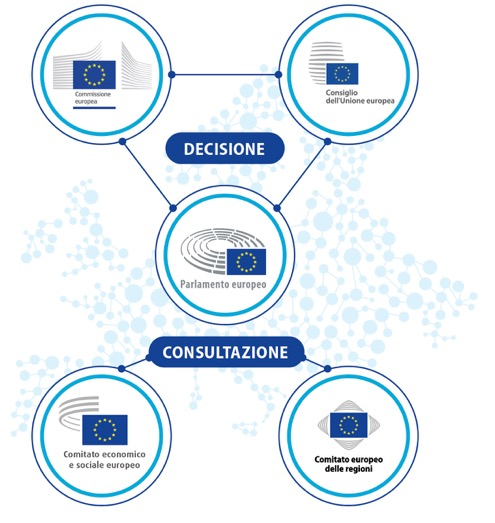 Commissione
europea
Consiglio
dell'Unione europea
DECISIONE
Parlamento europeo
CONSULTAZIONE
Comitato economico
e sociale europeo
Comitato europeo
delle regioni